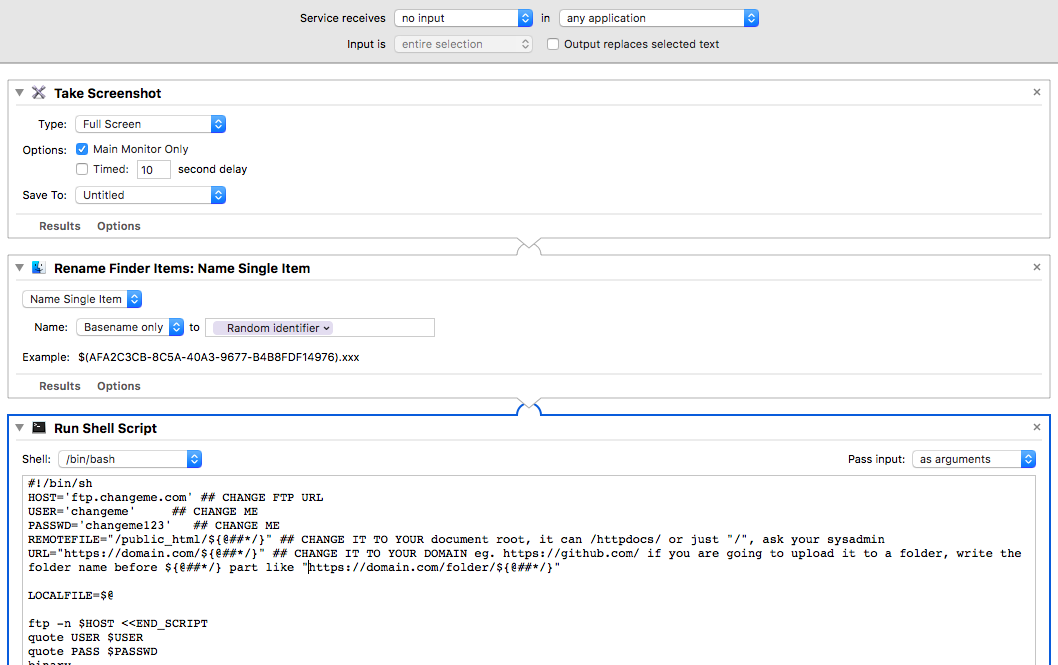 Service receives no input in any application
Input is entire selection Output replaces selected text
Take Screenshot
Type: Full Screen
Options: Main Monitor Only
Timed: 10 second delay
Save To: Untitled
Results Options
Rename Finder Items: Name Single Item
Name Single Item
Name: Basename only to Random identifier
Example: $(AFA2C3CB-8C5A-40A3-9677-B4B8FDF14976).xxx
Results Options
Run Shell Script
Shell: /bin/bash Pass input: as arguments
#!/bin/sh
HOST='ftp.changeme.com' ## CHANGE FTP URL
USER='changeme' ## CHANGE ME
PASSWD='changeme123' ## CHANGE ME
REMOTEFILE="/public_html/${@##*/}" ## CHANGE IT TO YOUR document root, it can /httpdocs/ or just "/", ask your sysadmin
URL="https://domain.com/${@##*/}" ## CHANGE IT TO YOUR DOMAIN eg. https://github.com/ if you are going to upload it to a folder, write the
folder name before ${@##*/} part like "https://domain.com/folder/${@##*/}"
LOCALFILE=$@
ftp -n $HOST <<END_SCRIPT
quote USER $USER
quote PASS $PASSWD
binary